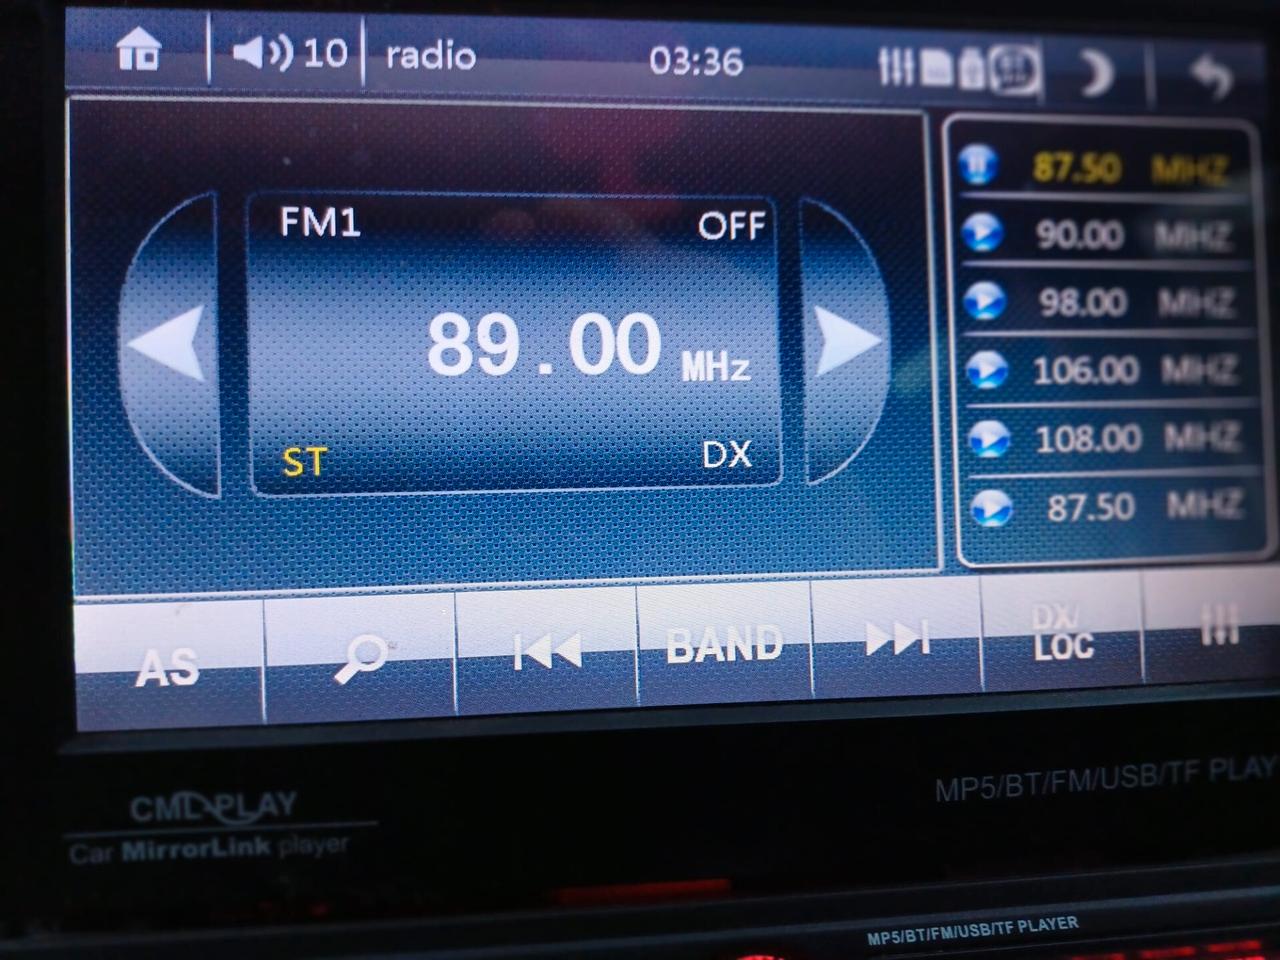 10 radio 03:36
FM1 OFF
89.00 MHz
ST DX
87.50 MHZ
90.00 MHZ
98.00 MHZ
106.00 MHZ
108.00 MHZ
87.50 MHZ
AS BAND DX/
LOC
CML-PLAY
Car MirrorLink player
MP5/BT/FM/USB/TF PLAY
MP5/BT/FM/USB/TF PLAYER